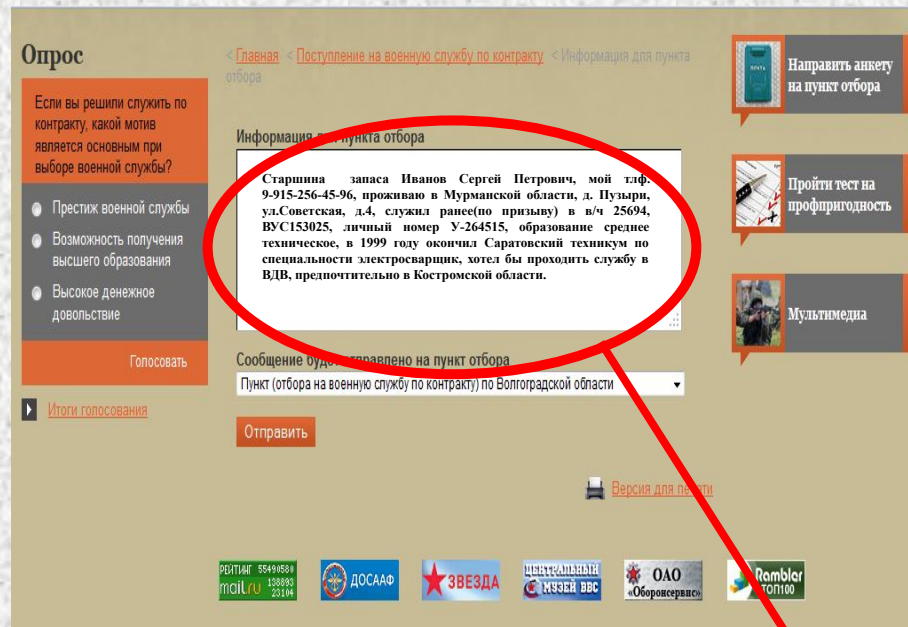 Опрос
Если вы решили служить по
контракту, какой мотив
является основным при
выборе военной службы?
Престиж военной службы
Возможность получения
высшего образования
Высокое денежное
довольствие
Голосовать
Итоги голосования
< Главная < Поступление на военную службу по контракту < Информация для пункта
отбора
Информация для пункта отбора
Старшина запаса Иванов Сергей Петрович, мой тлф.
9-915-256-45-96, проживаю в Мурманской области, д. Пузыри,
ул.Советская, д.4, служил ранее(по призыву) в в/ч 25694,
ВУС153025, личный номер У-264515, образование среднее
техническое, в 1999 году окончил Саратовский техникум по
специальности электросварщик, хотел бы проходить службу в
ВДВ, предпочтительно в Костромской области.
Сообщение будет отправлено на пункт отбора
Пункт (отбора на военную службу по контракту) по Волгоградской области
Отправить
Версия для печати
Направить анкету
на пункт отбора
Пройти тест на
профпригодность
Мультимедиа
РЕЙТИНГ 55490580
mail.ru 138893
23104
ДОСААФ
ЗВЕЗДА
ЦЕНТРАЛЬНЫЙ
МУЗЕЙ ВВС
ОАО
«Оборонсервис»
Rambler
ТОП100